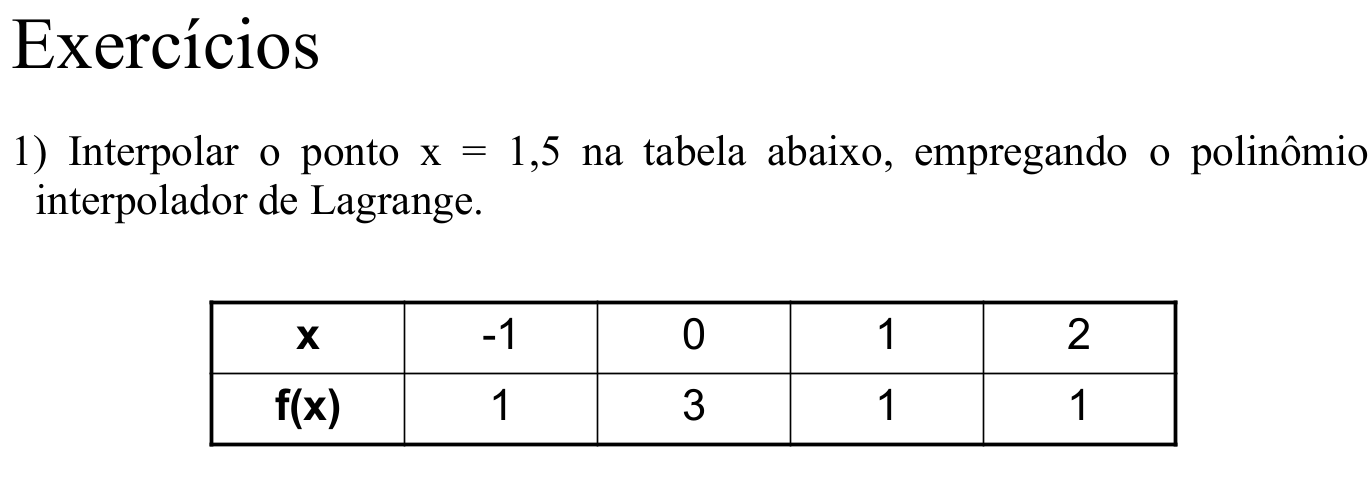 Exercícios
1) Interpolar o ponto x = 1,5 na tabela abaixo, empregando o polinômio
interpolador de Lagrange.
x -1 0 1 2
f(x) 1 3 1 1